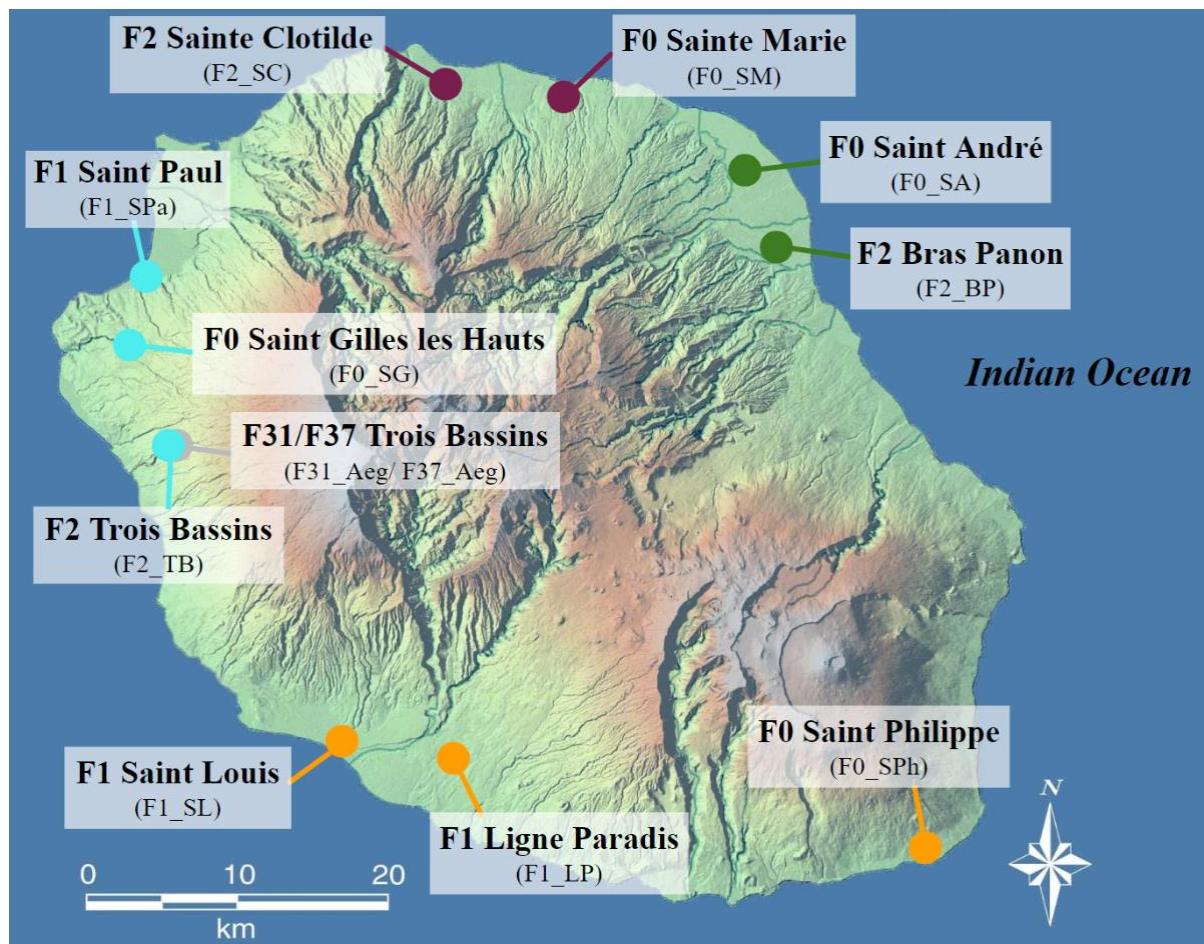 F2 Sainte Clotilde
(F2_SC)
F0 Sainte Marie
(F0_SM)
F0 Saint André
(F0_SA)
F1 Saint Paul
(F1_SPa)
F2 Bras Panon
(F2_BP)
F0 Saint Gilles les Hauts
(F0_SG)
Indian Ocean
F31/F37 Trois Bassins
(F31_Aeg/ F37_Aeg)
F2 Trois Bassins
(F2_TB)
F0 Saint Philippe
(F0_SPh)
F1 Saint Louis
(F1_SL)
F1 Ligne Paradis
(F1_LP)
N
0 10 20
km